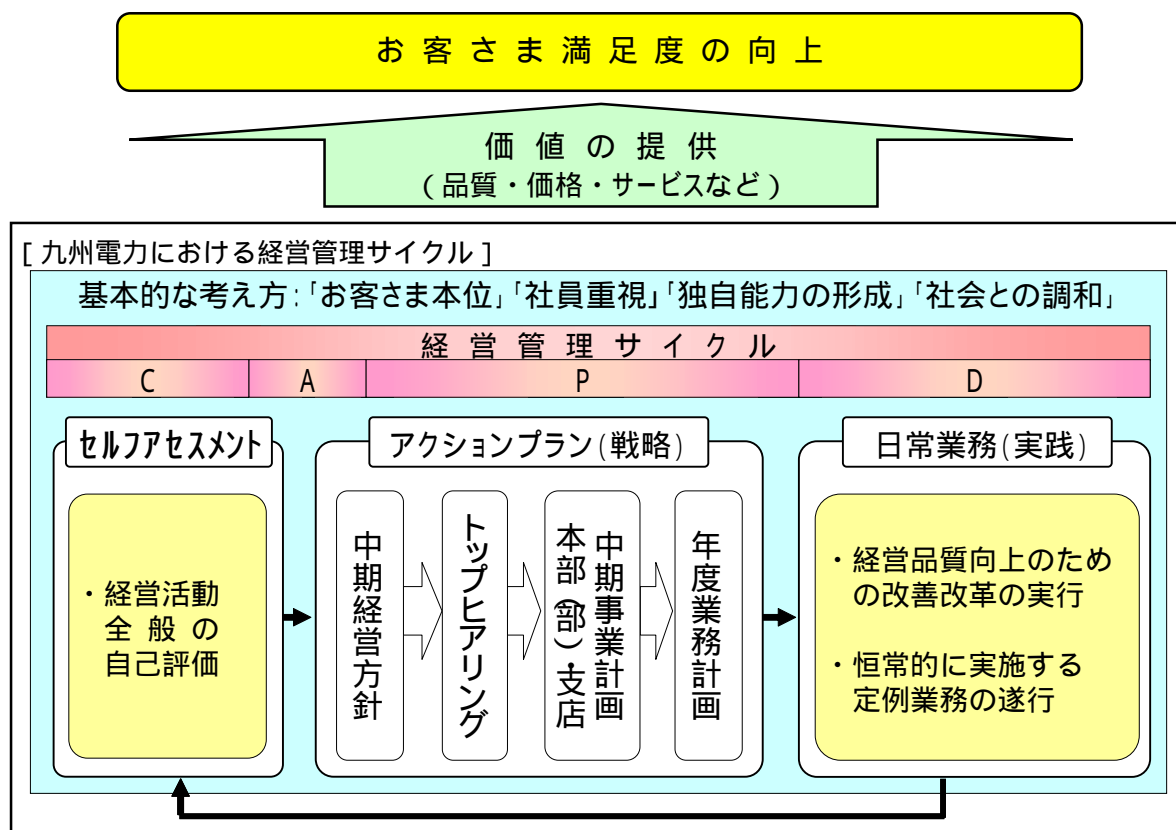 お客さま満足度の向上
価値の提供
(品質・価格・サービスなど)
[九州電力における経営管理サイクル]
基本的な考え方:「お客さま本位」「社員重視」「独自能力の形成」「社会との調和」
経営管理サイクル
C
A
P
D
セルフアセスメント
・経営活動
全般の
自己評価
アクションプラン(戦略)
中期経営方針
トップヒアリング
本部(部)・支店
中期事業計画
年度業務計画
日常業務(実践)
・経営品質向上のため
の改善改革の実行
・恒常的に実施する
定例業務の遂行